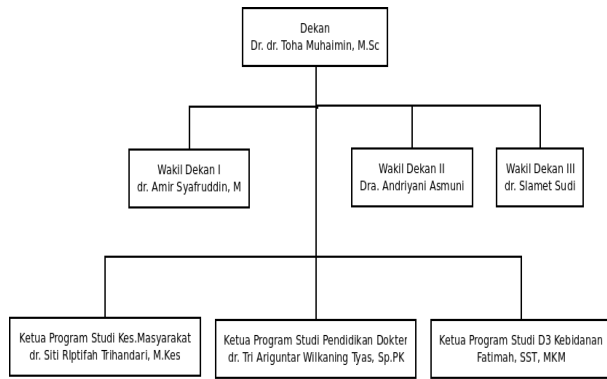 Dekan
Dr. dr. Toha Muhaimin, M.Sc
Wakil Dekan I
dr. Amir Syafruddin, M
Wakil Dekan II
Dra. Andriyani Asmuni
Wakil Dekan III
dr. Slamet Sudi
Ketua Program Studi Kes.Masyarakat
dr. Siti RIptifah Trihandari, M.Kes
Ketua Program Studi Pendidikan Dokter
dr. Tri Ariguntar Wilkaning Tyas, Sp.PK
Ketua Program Studi D3 Kebidanan
Fatimah, SST, MKM